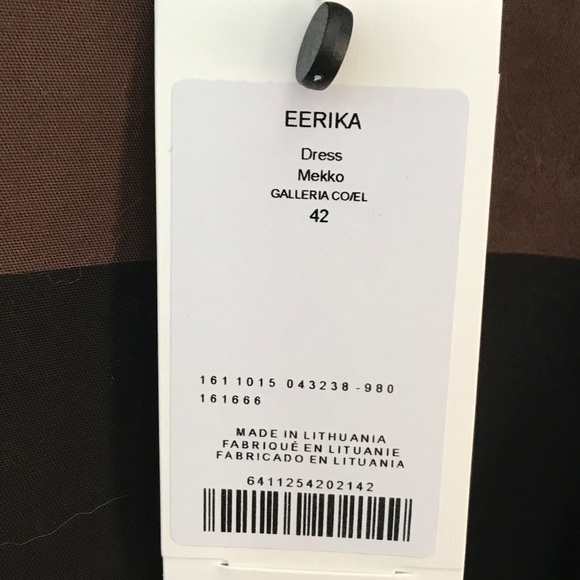 EERIKA
Dress
Mekko
GALLERIA CO/EL
42
161 1015 043238 -980
161666
MADE IN LITHUANIA
FABRIQUÉ EN LITUANIE
FABRICADO EN LITUANIA
6411254202142